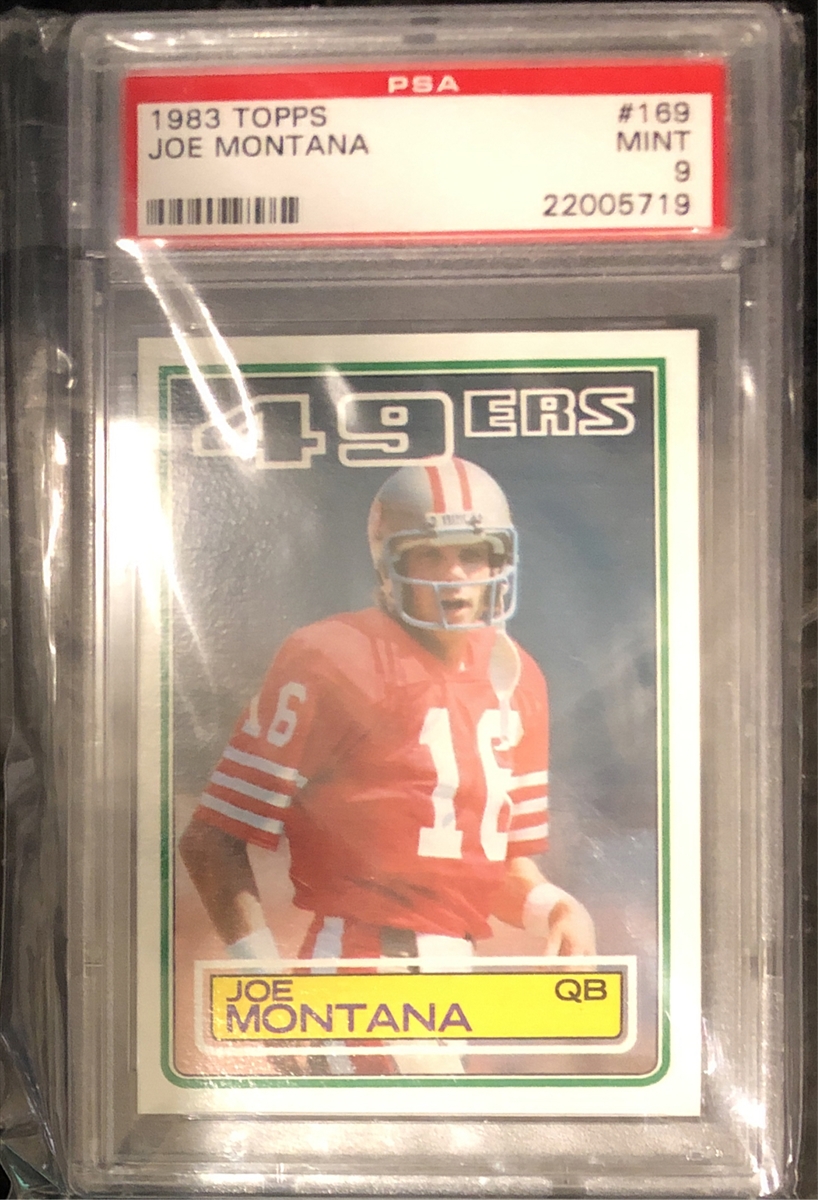 PSA
1983 TOPPS #169
JOE MONTANA MINT
9
22005719
49ERS
16
16
JOE QB
MONTANA